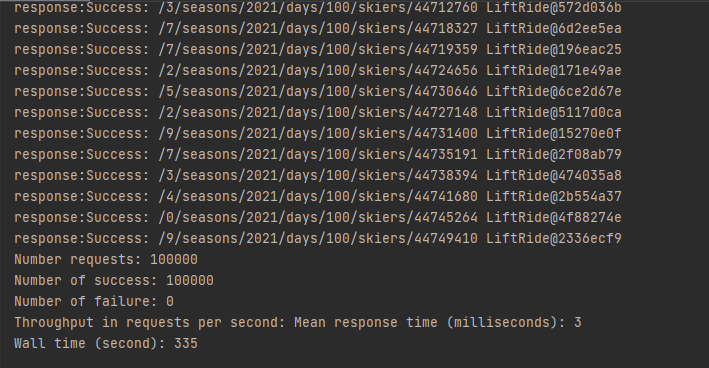 response:Success: /3/seasons/2021/days/100/skiers/44712760 LiftRide@572d036b
response:Success: /7/seasons/2021/days/100/skiers/44718327 LiftRide@6d2ee5ea
response:Success: /7/seasons/2021/days/100/skiers/44719359 LiftRide@196eac25
response:Success: /2/seasons/2021/days/100/skiers/44724656 LiftRide@171e49ae
response:Success: /5/seasons/2021/days/100/skiers/44730646 LiftRide@6ce2d67e
response:Success: /2/seasons/2021/days/100/skiers/44727148 LiftRide@5117d0ca
response:Success: /9/seasons/2021/days/100/skiers/44731400 LiftRide@15270e0f
response:Success: /7/seasons/2021/days/100/skiers/44735191 LiftRide@2f08ab79
response:Success: /3/seasons/2021/days/100/skiers/44738394 LiftRide@474035a8
response:Success: /4/seasons/2021/days/100/skiers/44741680 LiftRide@2b554a37
response:Success: /0/seasons/2021/days/100/skiers/44745264 LiftRide@4f88274e
response:Success: /9/seasons/2021/days/100/skiers/44749410 LiftRide@2336ecf9
Number requests: 100000
Number of success: 100000
Number of failure: 0
Throughput in requests per second: Mean response time (milliseconds): 3
Wall time (second): 335